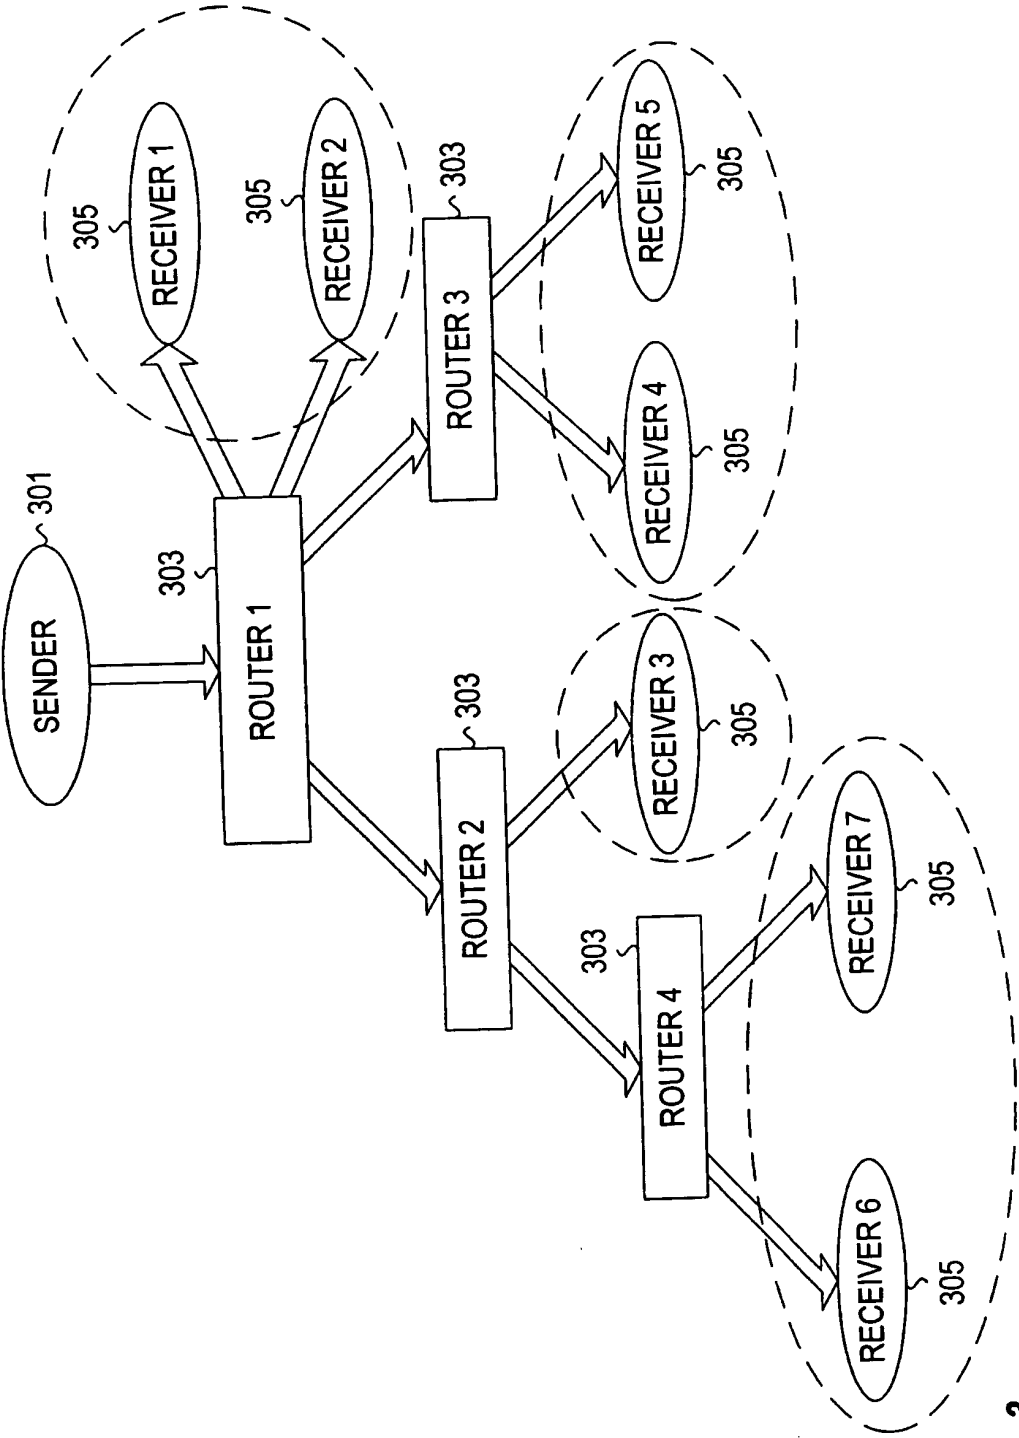 SENDER
301
303
ROUTER 1
305
RECEIVER 1
305
RECEIVER 2
303
ROUTER 2
303
ROUTER 3
RECEIVER 3
305
RECEIVER 4
305
RECEIVER 5
305
303
ROUTER 4
RECEIVER 6
305
RECEIVER 7
305